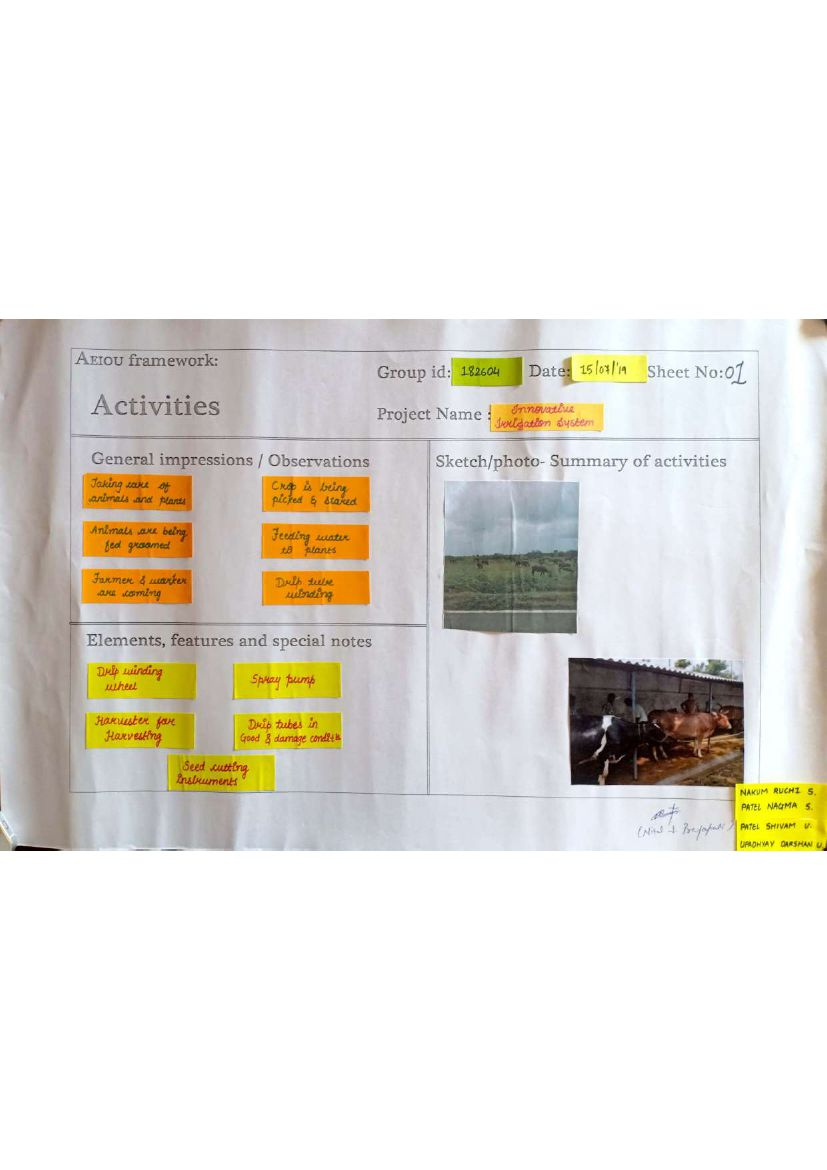 AEIOU framework:
Activities
Group id: 182604 Date: 15/07/'19 Sheet No: 01
Project Name : Innovative
Irrigation System
General impressions / Observations
Taking care of
animals and plants
Crop is being
picked & stared
Animals are being
fed groomed
Feeding water
to plants
Farmer & worker
are coming
Drip tube
winding
Elements, features and special notes
Drip winding
wheel
Spray pump
Harvester for
Harvesting
Drip tubes in
Good & damage condition
Seed cutting
instruments
Sketch/photo- Summary of activities
NAKUM RUCHI S.
PATEL NAGMA S.
PATEL SHIVAM U.
UPADHYAY DARSHAN U.